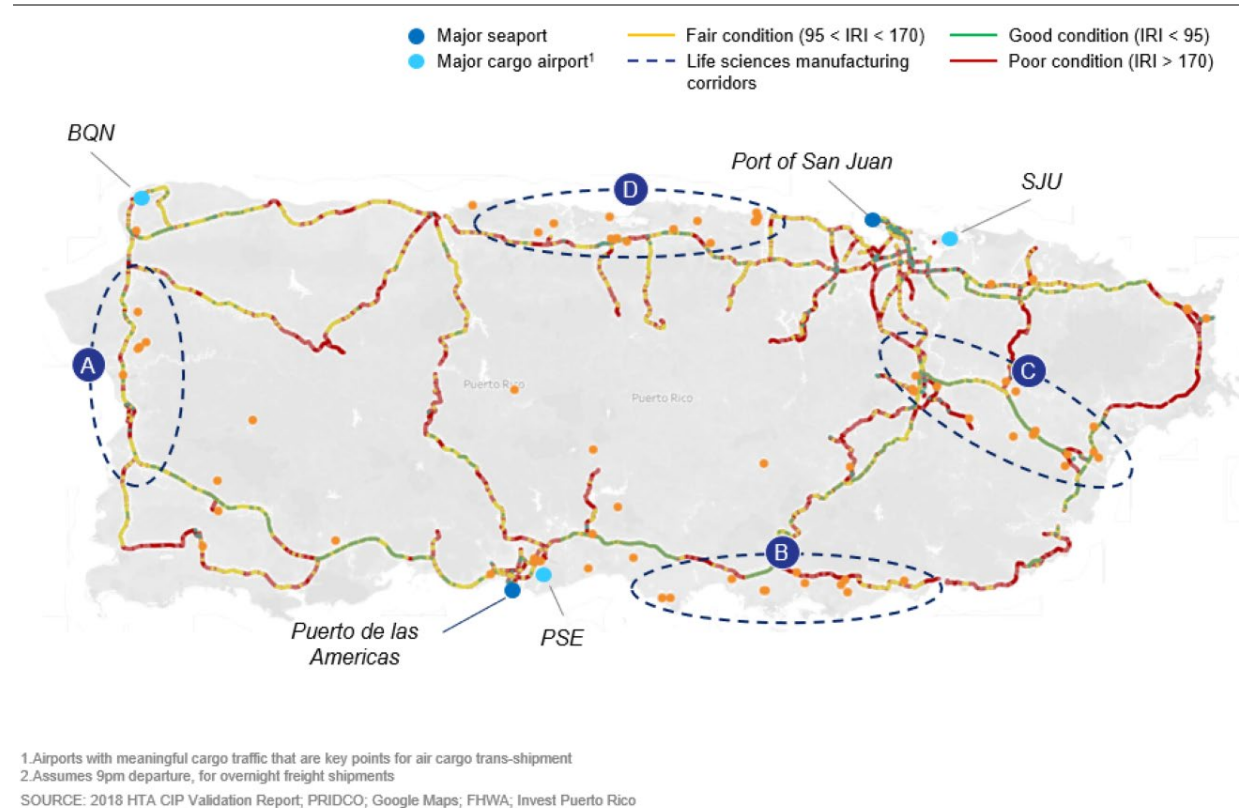 Major seaport
Fair condition (95 < IRI < 170)
Good condition (IRI < 95)
Major cargo airport1
Life sciences manufacturing
corridors
Poor condition (IRI > 170)
BQN
Port of San Juan
SJU
D
A
C
Puerto Rico
Puerto Rico
B
Puerto de las
Americas
PSE
1.Airports with meaningful cargo traffic that are key points for air cargo trans-shipment
2.Assumes 9pm departure, for overnight freight shipments
SOURCE: 2018 HTA CIP Validation Report; PRIDCO; Google Maps; FHWA; Invest Puerto Rico